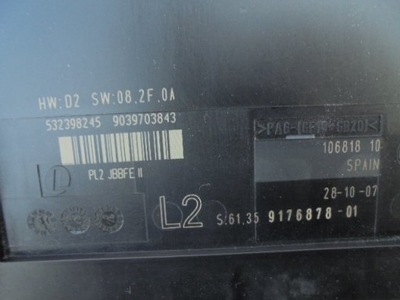 HW:D2 SW:08.2F.0A
S32398245 9039703843
PL2 JBBFE II
L2
106818 10
SPAIN
28-10-07
S:61.35 9176878-01